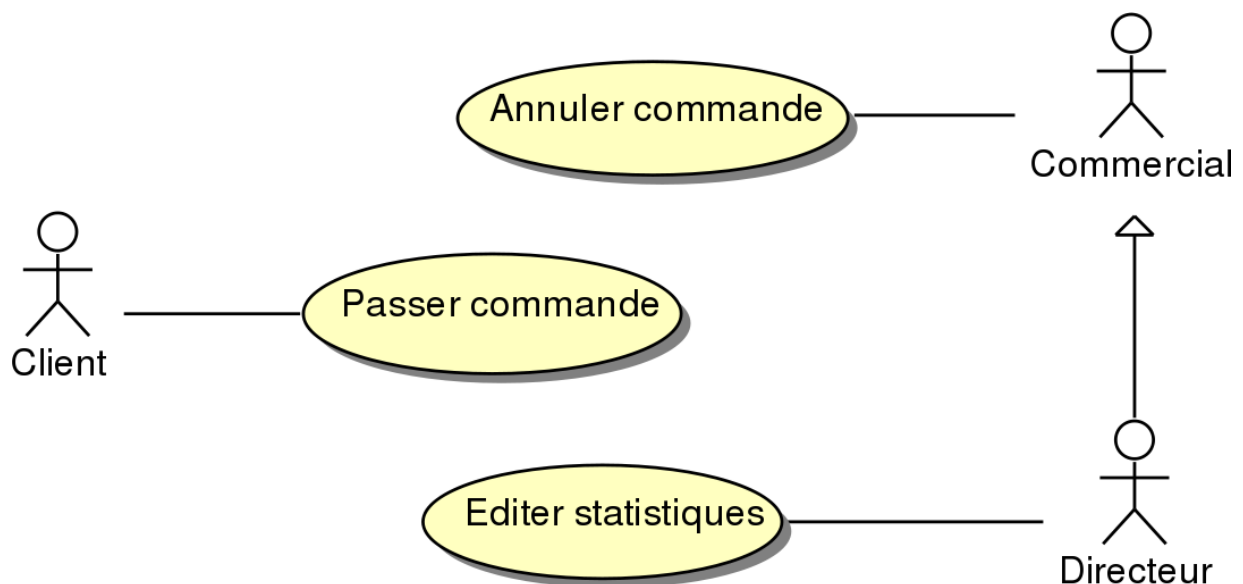 Annuler commande
Commercial
Passer commande
Client
Editer statistiques
Directeur